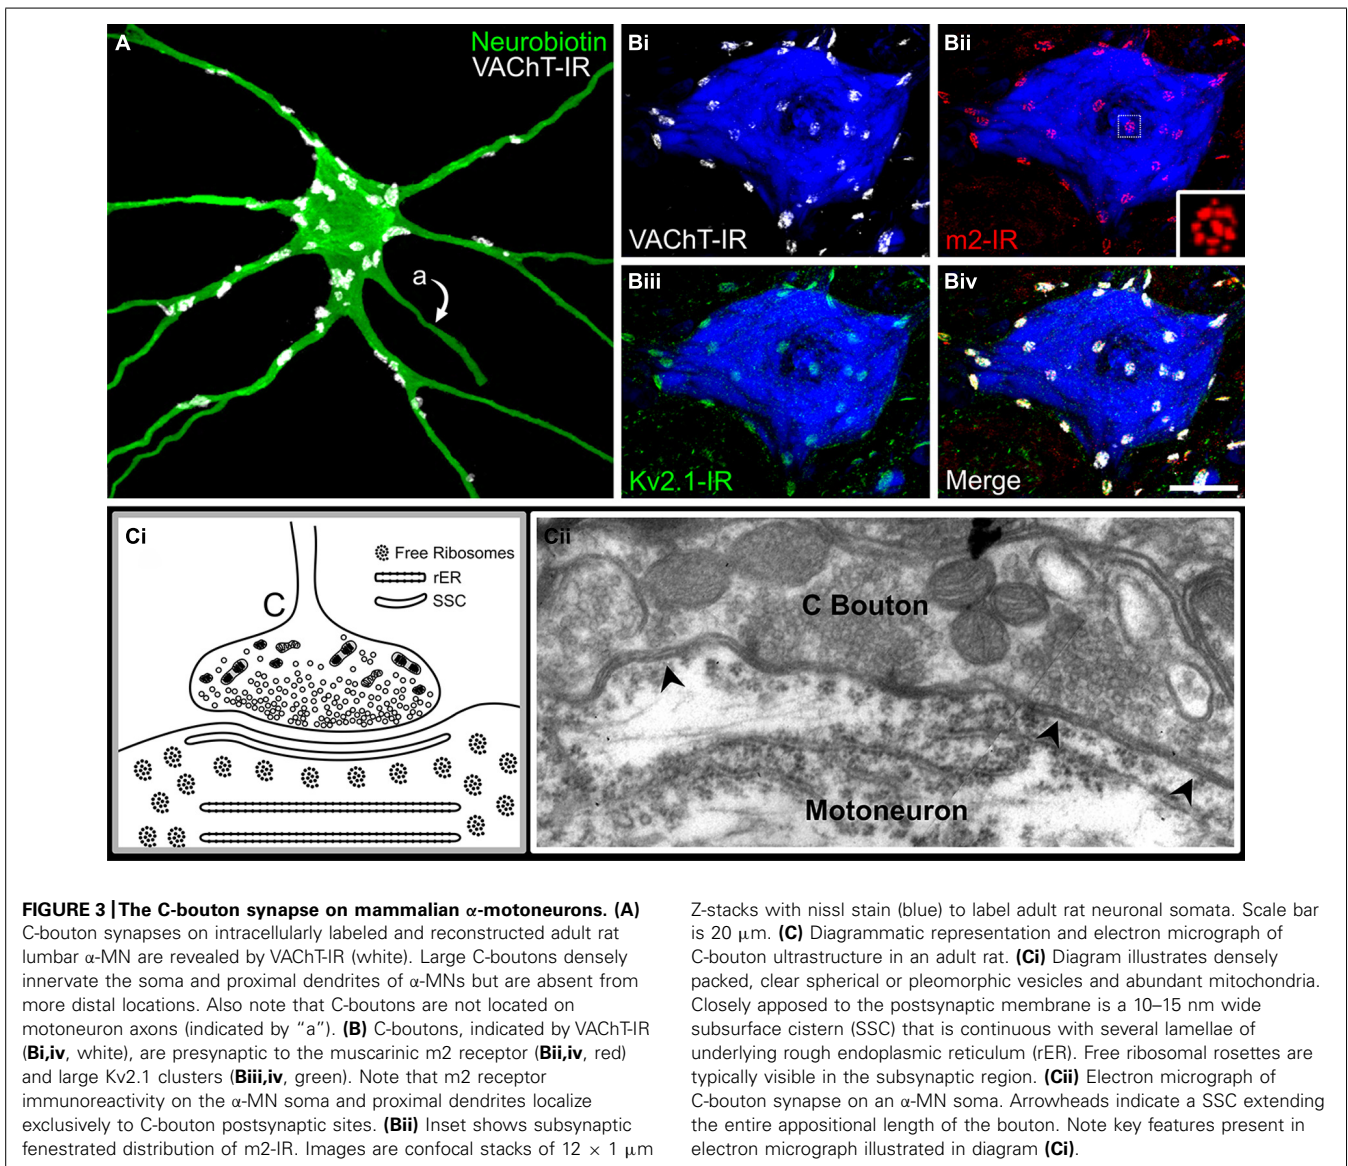 A
Neurobiotin
VAChT-IR
a
Bi
VAChT-IR
Bii
m2-IR
Biii
Kv2.1-IR
Biv
Merge
Ci
Free Ribosomes
rER
SSC
C
Cii
C Bouton
Motoneuron
FIGURE 3 | The C-bouton synapse on mammalian α-motoneurons. (A)
C-bouton synapses on intracellularly labeled and reconstructed adult rat
lumbar α-MN are revealed by VAChT-IR (white). Large C-boutons densely
innervate the soma and proximal dendrites of α-MNs but are absent from
more distal locations. Also note that C-boutons are not located on
motoneuron axons (indicated by “a”). (B) C-boutons, indicated by VAChT-IR
(Bi,iv, white), are presynaptic to the muscarinic m2 receptor (Bii,iv, red)
and large Kv2.1 clusters (Biii,iv, green). Note that m2 receptor
immunoreactivity on the α-MN soma and proximal dendrites localize
exclusively to C-bouton postsynaptic sites. (Bii) Inset shows subsynaptic
fenestrated distribution of m2-IR. Images are confocal stacks of 12 × 1 μm
Z-stacks with nissl stain (blue) to label adult rat neuronal somata. Scale bar
is 20 μm. (C) Diagrammatic representation and electron micrograph of
C-bouton ultrastructure in an adult rat. (Ci) Diagram illustrates densely
packed, clear spherical or pleomorphic vesicles and abundant mitochondria.
Closely apposed to the postsynaptic membrane is a 10–15 nm wide
subsurface cistern (SSC) that is continuous with several lamellae of
underlying rough endoplasmic reticulum (rER). Free ribosomal rosettes are
typically visible in the subsynaptic region. (Cii) Electron micrograph of
C-bouton synapse on an α-MN soma. Arrowheads indicate a SSC extending
the entire appositional length of the bouton. Note key features present in
electron micrograph illustrated in diagram (Ci).